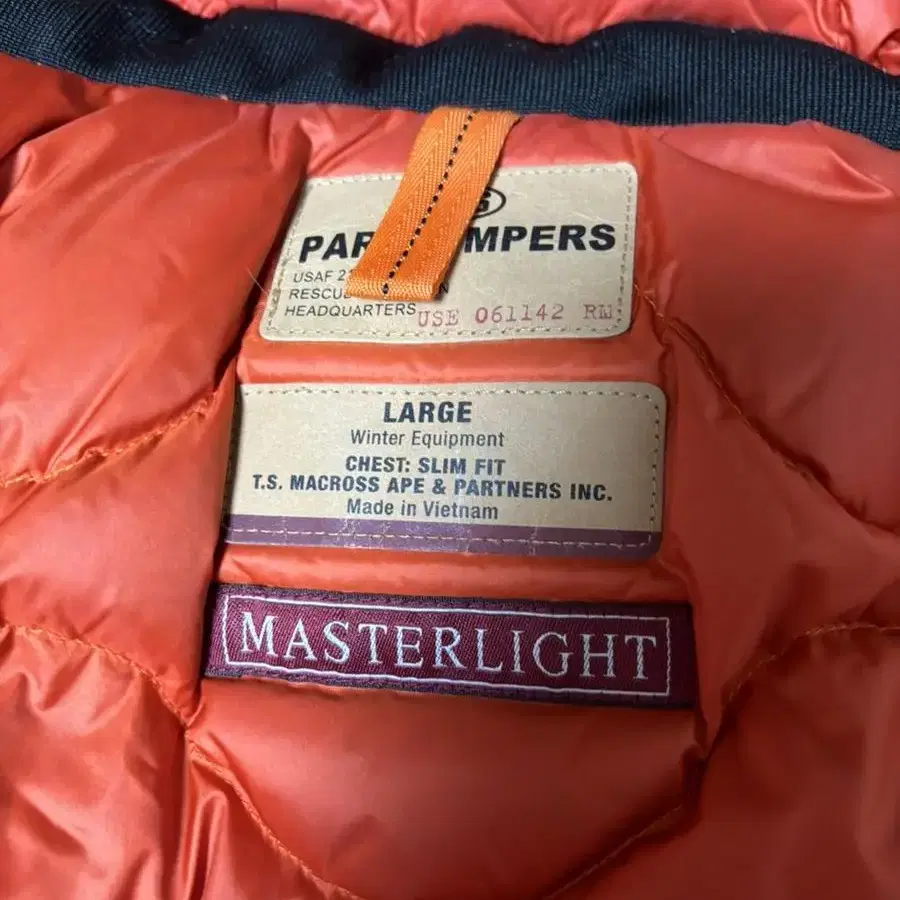 PAR MPERS
USAF 2
RESCU N
HEADQUARTERS
USE 061142 RM
LARGE
Winter Equipment
CHEST: SLIM FIT
T.S. MACROSS APE & PARTNERS INC.
Made in Vietnam
MASTERLIGHT